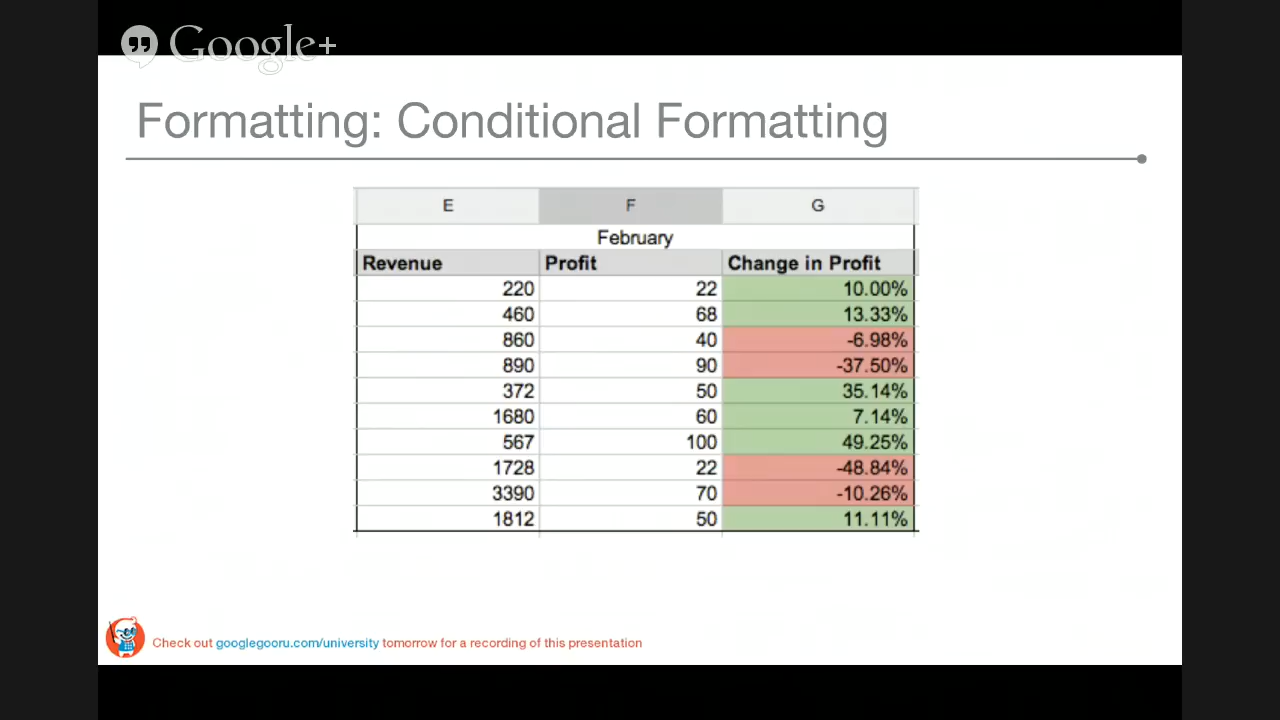 Google+
Formatting: Conditional Formatting
E F G
February
Revenue Profit Change in Profit
220 22 10.00%
460 68 13.33%
860 40 -6.98%
890 90 -37.50%
372 50 35.14%
1680 60 7.14%
567 100 49.25%
1728 22 -48.84%
3390 70 -10.26%
1812 50 11.11%
Check out googlegooru.com/university tomorrow for a recording of this presentation